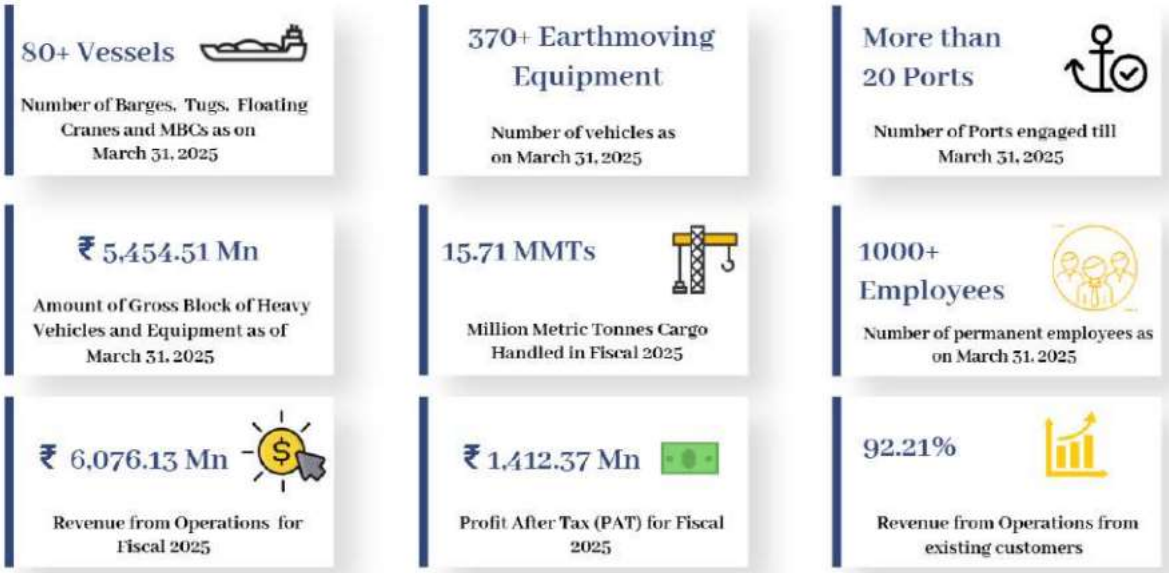 80+ Vessels
Number of Barges, Tugs, Floating
Cranes and MBCs as on
March 31, 2025
370+ Earthmoving
Equipment
Number of vehicles as
on March 31, 2025
More than
20 Ports
Number of Ports engaged till
March 31, 2025
₹ 5,454.51 Mn
Amount of Gross Block of Heavy
Vehicles and Equipment as of
March 31, 2025
15.71 MMTs
Million Metric Tonnes Cargo
Handled in Fiscal 2025
1000+
Employees
Number of permanent employees as
on March 31, 2025
₹ 6,076.13 Mn
$
Revenue from Operations for
Fiscal 2025
₹ 1,412.37 Mn
Profit After Tax (PAT) for Fiscal
2025
92.21%
Revenue from Operations from
existing customers